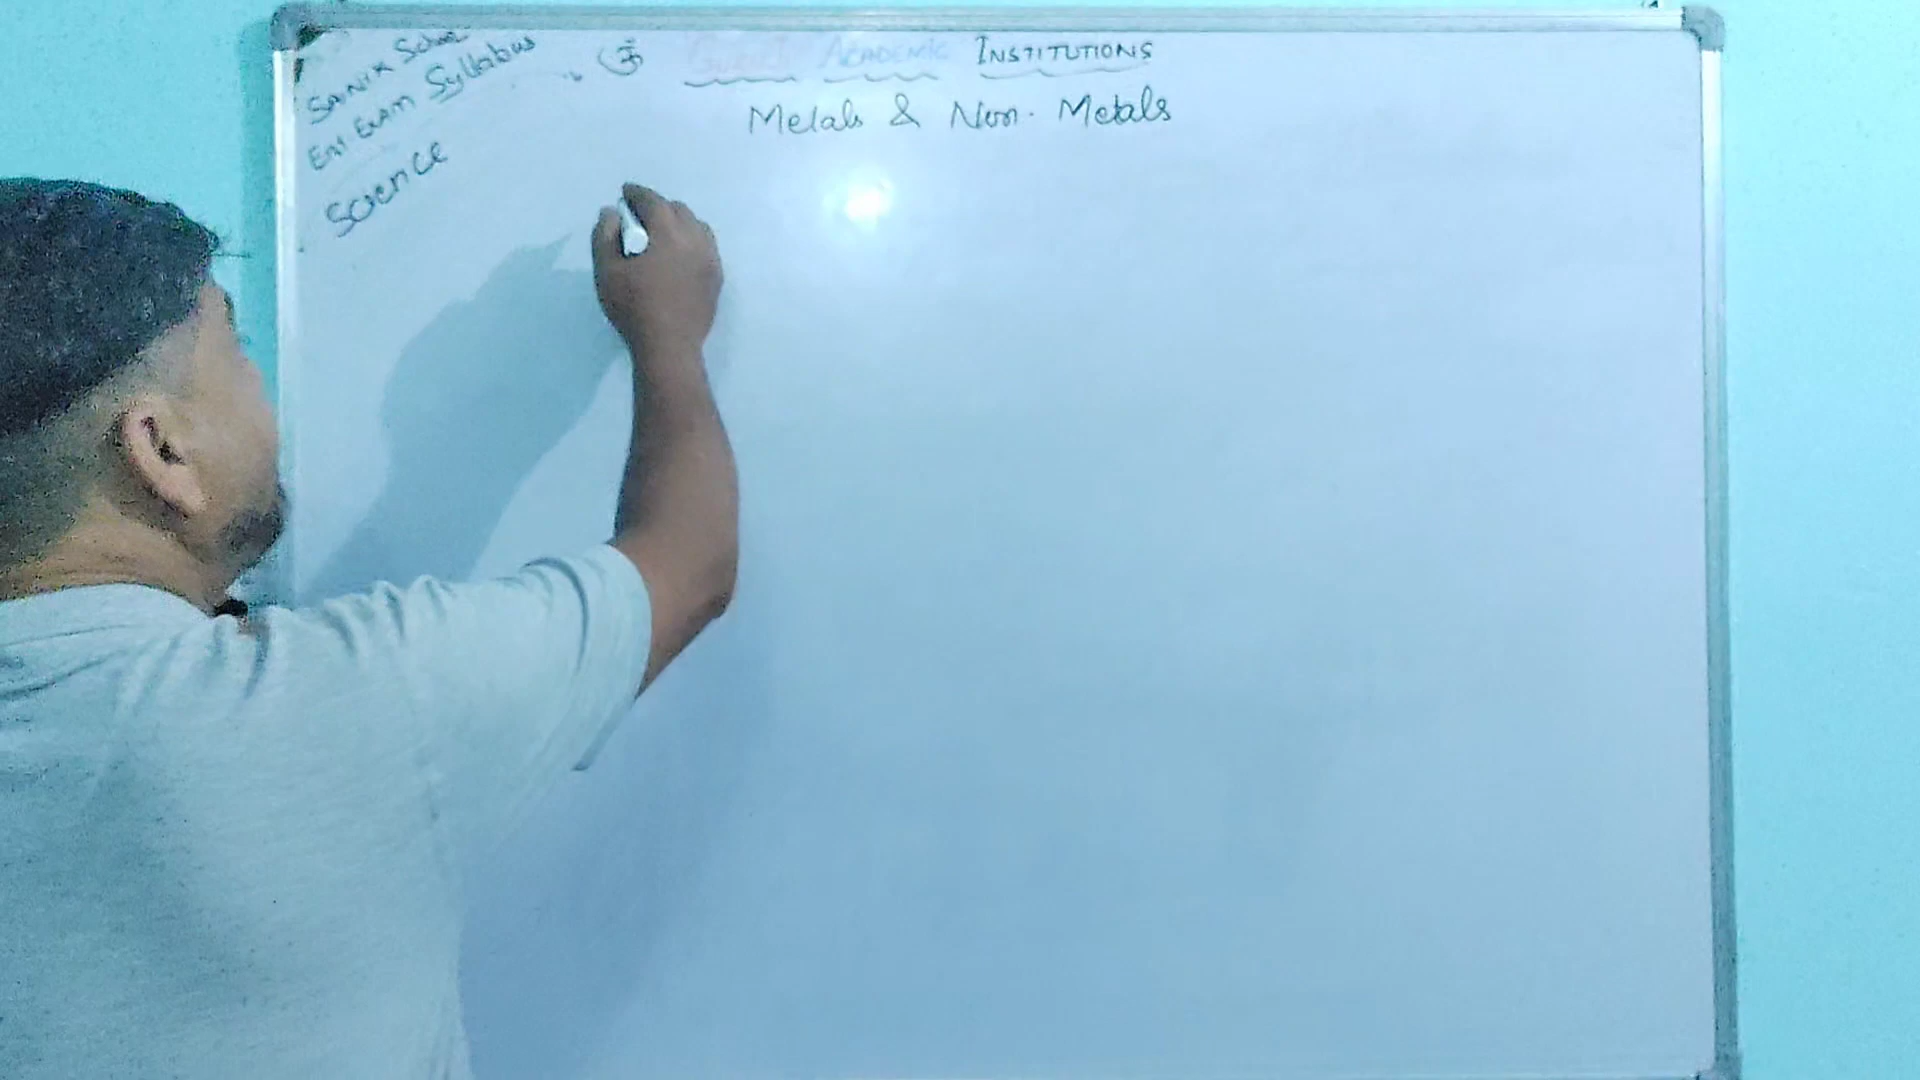 Sainik School
Ent Exam Syllabus
Science
ॐ
ACADEMIC INSTITUTIONS
Metals & Non-Metals